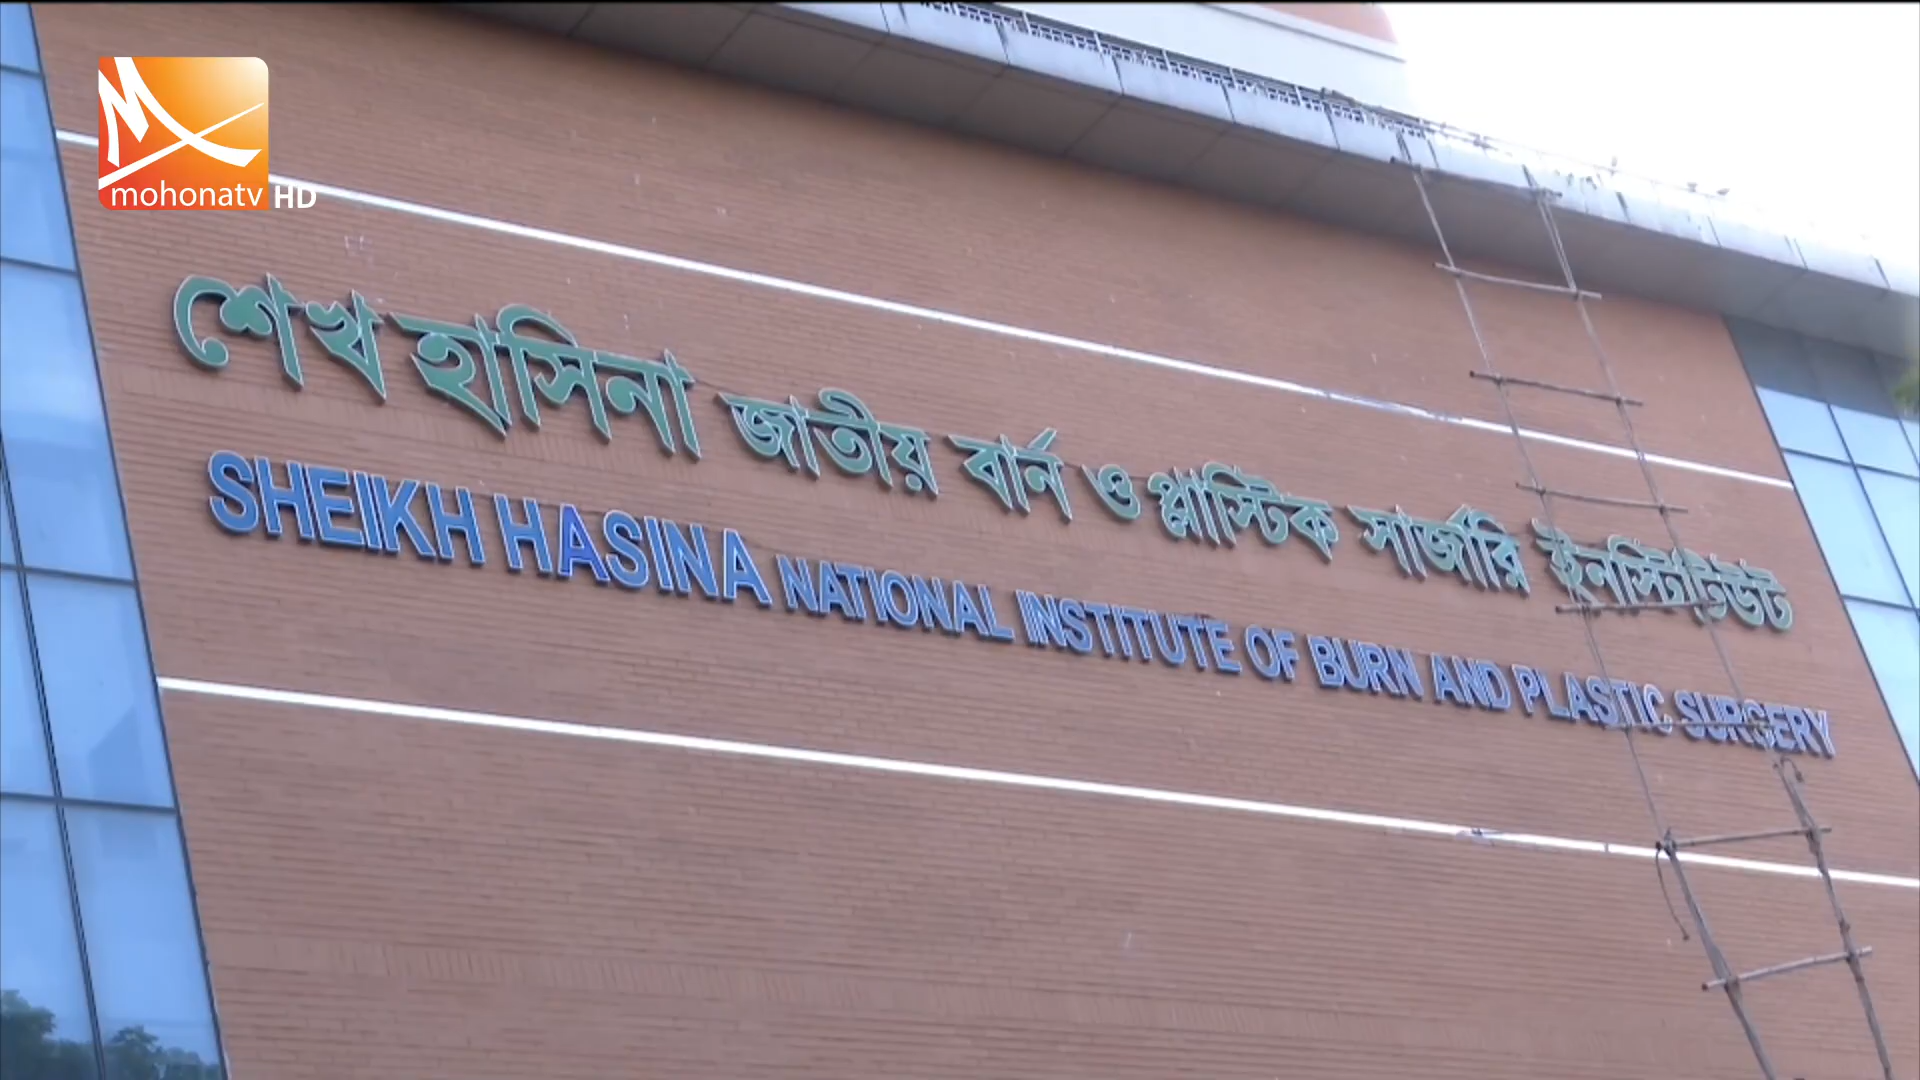 mohonatv HD
শেখ হাসিনা জাতীয় বার্ন ও প্লাস্টিক সার্জারি ইনস্টিটিউট
SHEIKH HASINA NATIONAL INSTITUTE OF BURN AND PLASTIC SURGERY